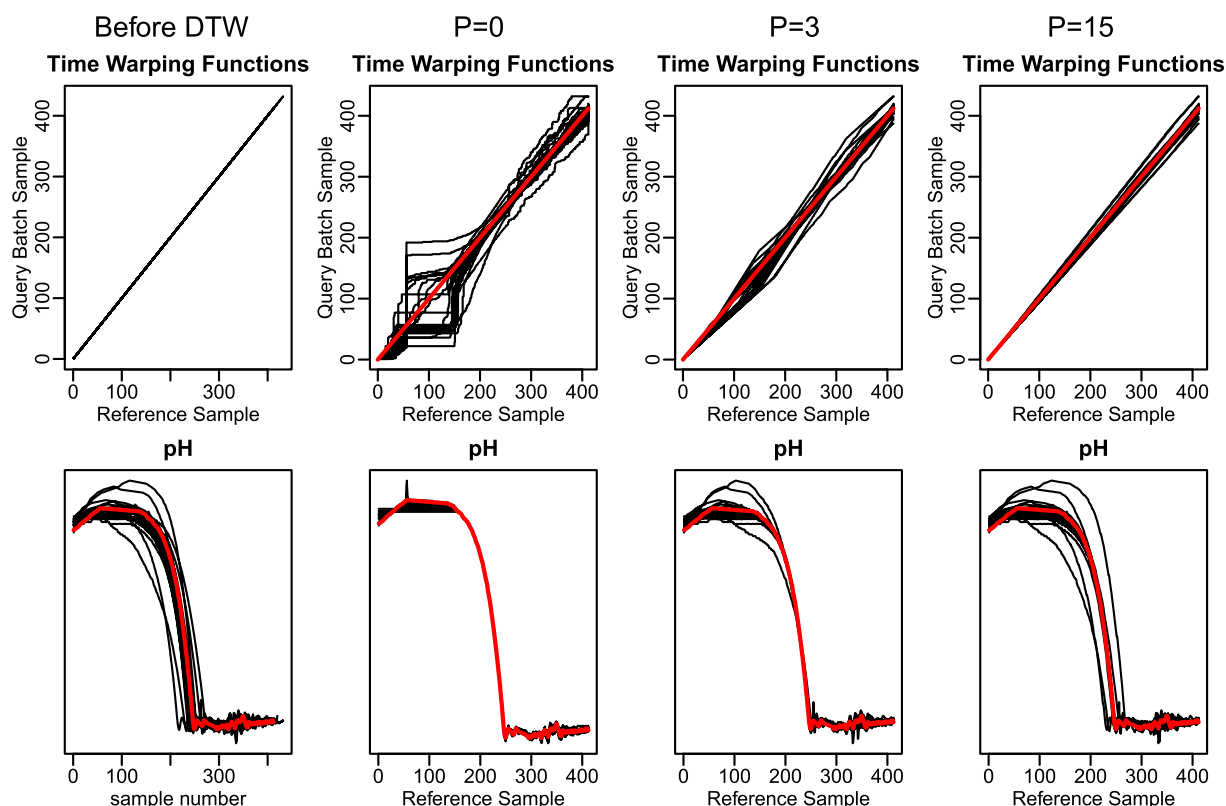 Before DTW P=0 P=3 P=15
Time Warping Functions Time Warping Functions Time Warping Functions Time Warping Functions
Query Batch Sample
0 100 200 300 400
0 100 300
Reference Sample
Query Batch Sample
0 100 200 300 400
0 100 200 300 400
Reference Sample
Query Batch Sample
0 100 200 300 400
0 100 200 300 400
Reference Sample
Query Batch Sample
0 100 200 300 400
0 100 200 300 400
Reference Sample
pH pH pH pH
0 100 300
sample number
0 100 200 300 400
Reference Sample
0 100 200 300 400
Reference Sample
0 100 200 300 400
Reference Sample